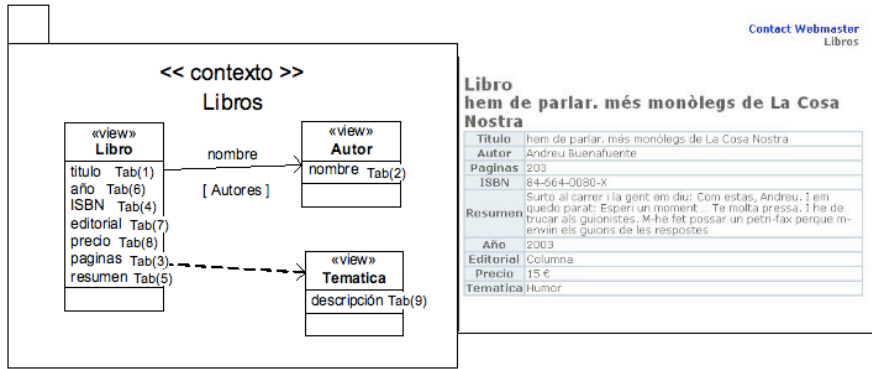 << contexto >>
Libros
«view»
Libro
titulo Tab(1)
año Tab(6)
ISBN Tab(4)
editorial Tab(7)
precio Tab(8)
paginas Tab(3)
resumen Tab(5)
nombre
[ Autores ]
«view»
Autor
nombre Tab(2)
«view»
Tematica
descripción Tab(9)
Contact Webmaster
Libros
Libro
hem de parlar. més monòlegs de La Cosa
Nostra
Titulo hem de parlar. més monólegs de La Cosa Nostra
Autor Andreu Buenafuente
Paginas 203
ISBN 84-664-0080-X
Surto al carrer i la gent em diu: Com estas, Andreu. I em
quedo parat: Esperi un moment .. Te molta pressa. I he de
Resumen trucar als guionistes. M-he fet possar un petri-fax perque m-
enviin els guions de les respostes
Año 2003
Editorial Columna
Precio 15 €
Tematica Humor